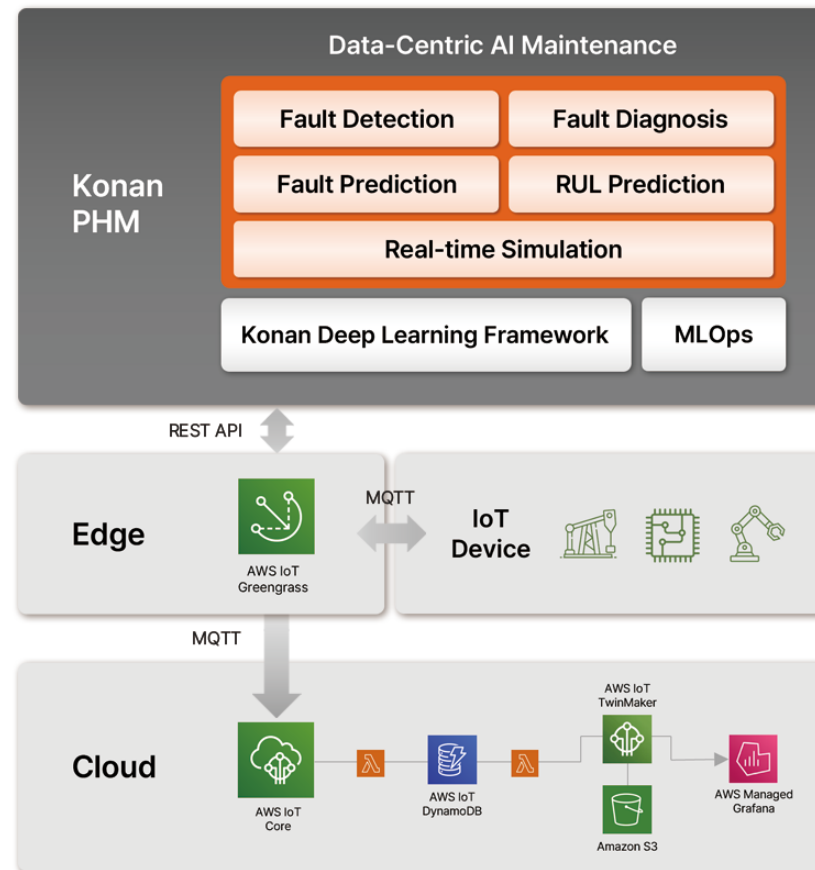 Data-Centric AI Maintenance
Konan
PHM
Fault Detection
Fault Diagnosis
Fault Prediction
RUL Prediction
Real-time Simulation
Konan Deep Learning Framework
MLOps
REST API
Edge
AWS IoT
Greengrass
MQTT
IoT
Device
MQTT
Cloud
AWS IoT
Core
λ
AWS IoT
DynamoDB
λ
AWS IoT
TwinMaker
Amazon S3
AWS Managed
Grafana